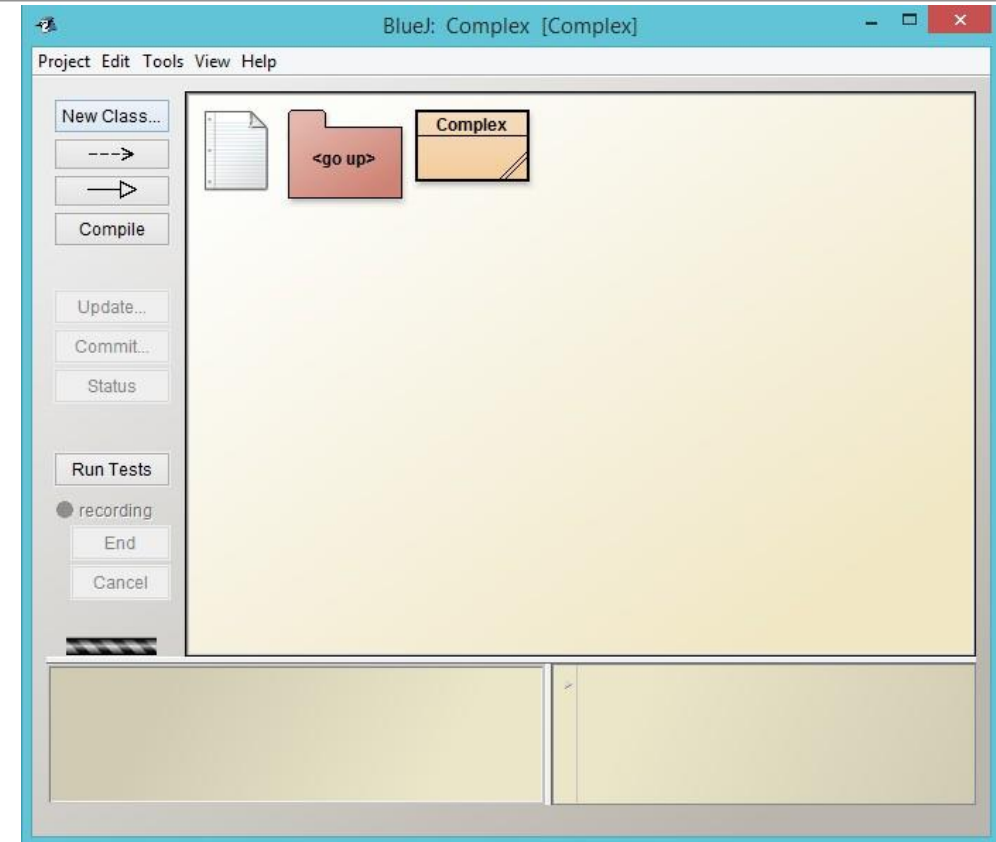 BlueJ: Complex [Complex]
Project Edit Tools View Help
New Class...
Compile
Update...
Commit...
Status
Run Tests
recording
End
Cancel
<go up>
Complex
>